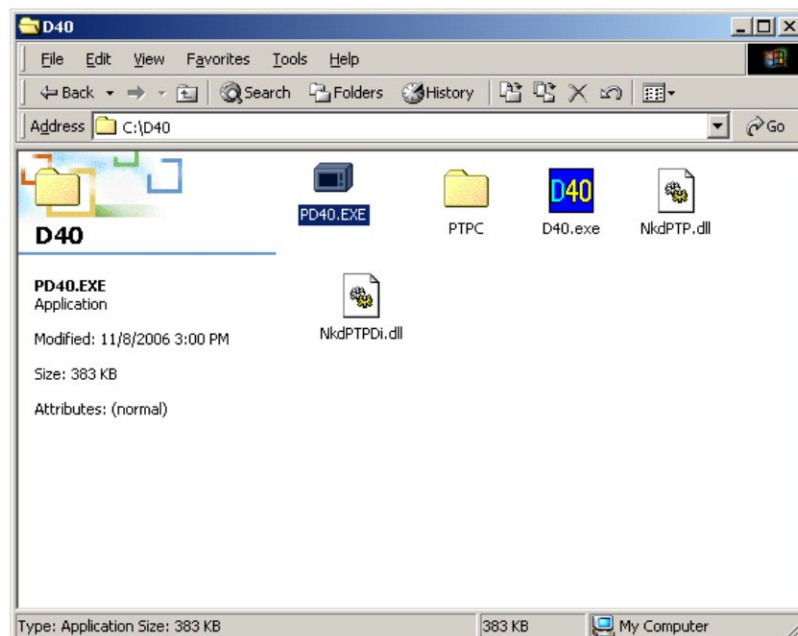 D40
File Edit View Favorites Tools Help
Back Search Folders History
Address C:\D40 Go
D40
PD40.EXE
Application
Modified: 11/8/2006 3:00 PM
Size: 383 KB
Attributes: (normal)
PD40.EXE PTPC D40 D40.exe NkdPTP.dll
NkdPTPDi.dll
Type: Application Size: 383 KB 383 KB My Computer